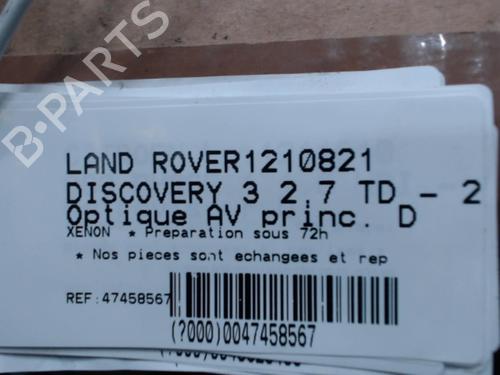 LAND ROVER1210821
DISCOVERY 3 2.7 TD - 2
Optique AV princ. D
XENON * Preparation sous 72h
* Nos pieces sont echangees et rep
REF:47458567
(?000)0047458567
B-PARTS